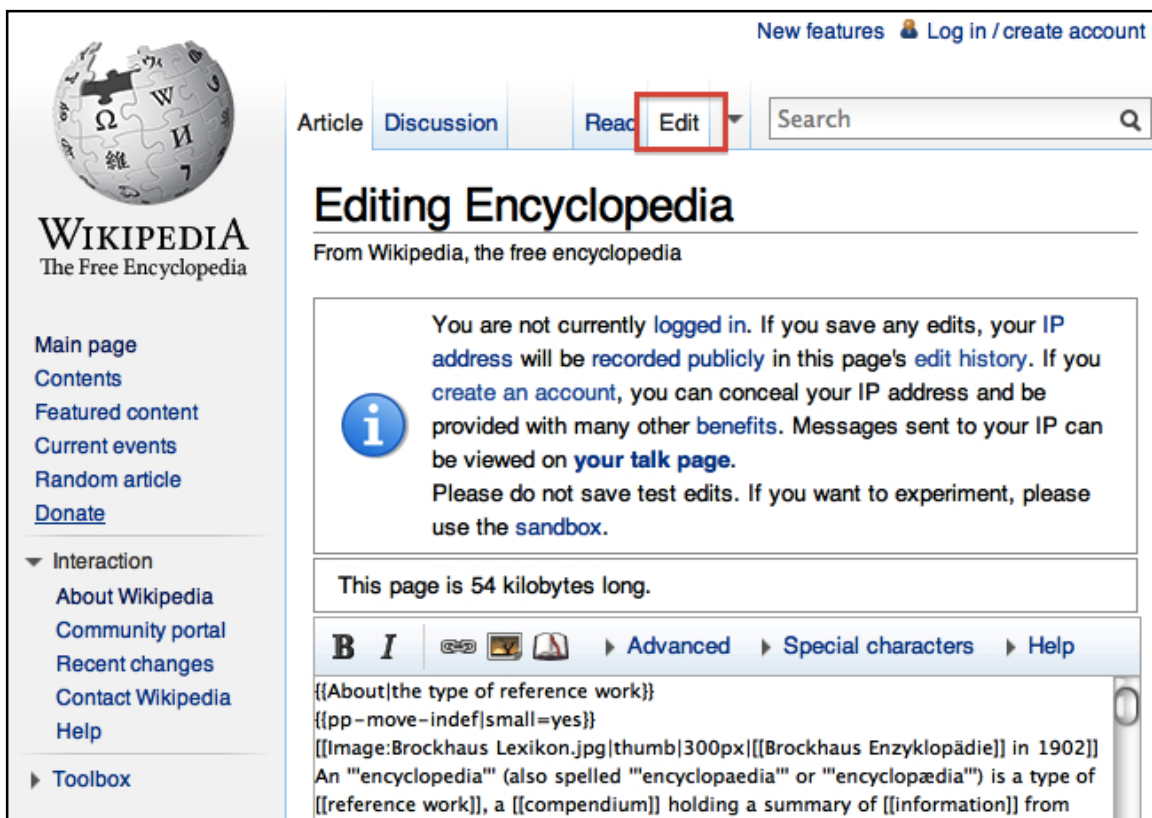 New features Log in / create account
Article Discussion Read Edit Search
WIKIPEDIA
The Free Encyclopedia
Main page
Contents
Featured content
Current events
Random article
Donate
Interaction
About Wikipedia
Community portal
Recent changes
Contact Wikipedia
Help
Toolbox
Editing Encyclopedia
From Wikipedia, the free encyclopedia
You are not currently logged in. If you save any edits, your IP
address will be recorded publicly in this page's edit history. If you
create an account, you can conceal your IP address and be
provided with many other benefits. Messages sent to your IP can
be viewed on your talk page.
Please do not save test edits. If you want to experiment, please
use the sandbox.
This page is 54 kilobytes long.
B I Advanced Special characters Help
{{About|the type of reference work}}
{{pp-move-indef|small=yes}}
[[Image:Brockhaus Lexikon.jpg|thumb|300px|[[Brockhaus Enzyklopädie]] in 1902]]
An '''encyclopedia''' (also spelled '''encyclopaedia''' or '''encyclopædia''') is a type of
[[reference work]], a [[compendium]] holding a summary of [[information]] from